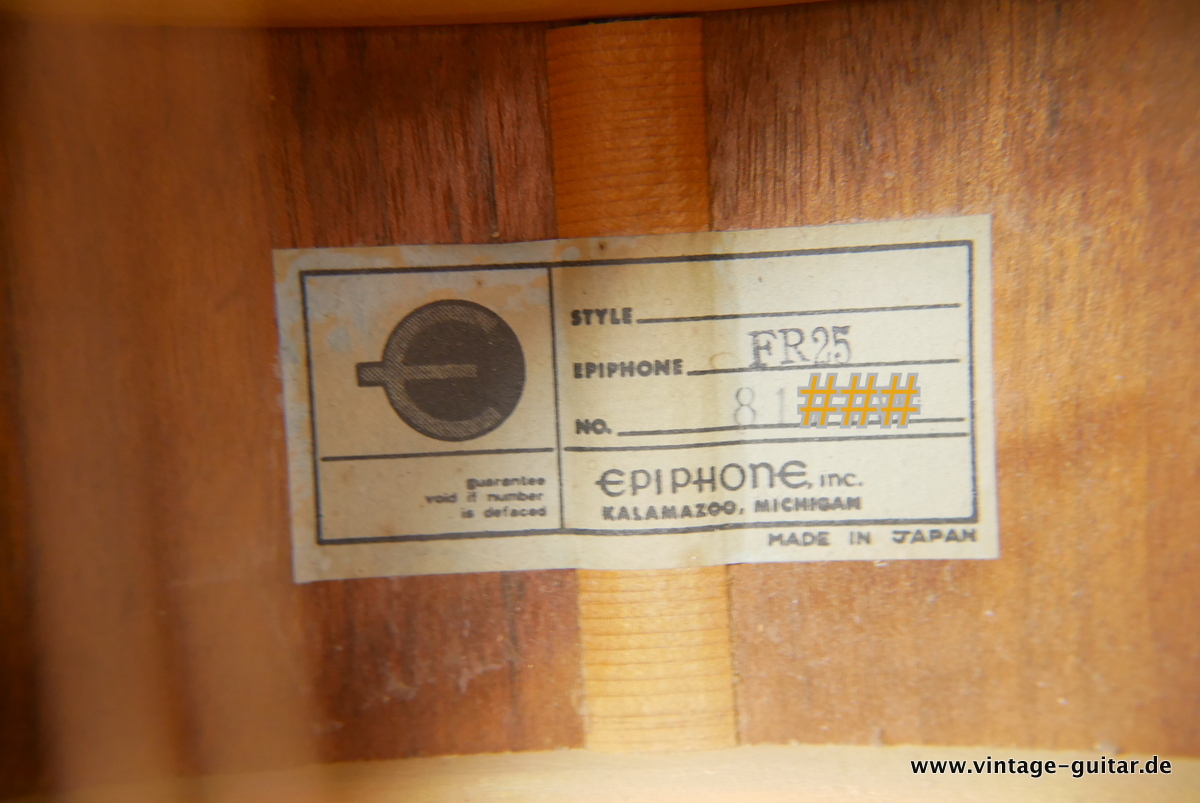 STYLE
EPIPHONE FR25
NO. 81###
guarantee
void if number
is defaced
EPIPHONE, INC.
KALAMAZOO, MICHIGAN
MADE IN JAPAN
www.vintage-guitar.de